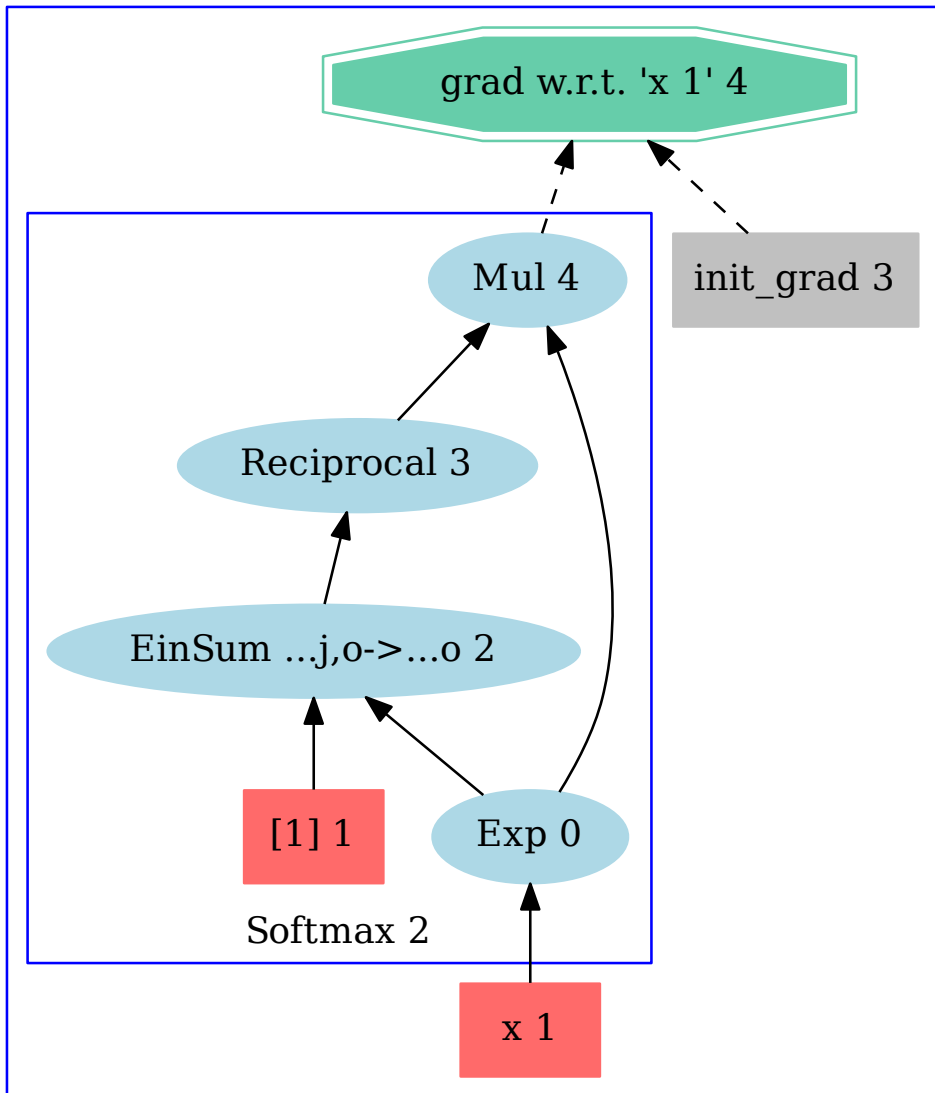 grad w.r.t. 'x 1' 4
Mul 4
init_grad 3
Reciprocal 3
EinSum ...j,o->...o 2
[1] 1
Exp 0
Softmax 2
x 1